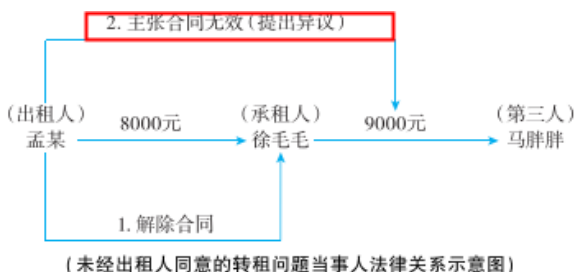 2. 主张合同无效(提出异议)
(出租人) (承租人) (第三人)
8000元 9000元
孟某 徐毛毛 马胖胖
1. 解除合同
(未经出租人同意的转租问题当事人法律关系示意图)